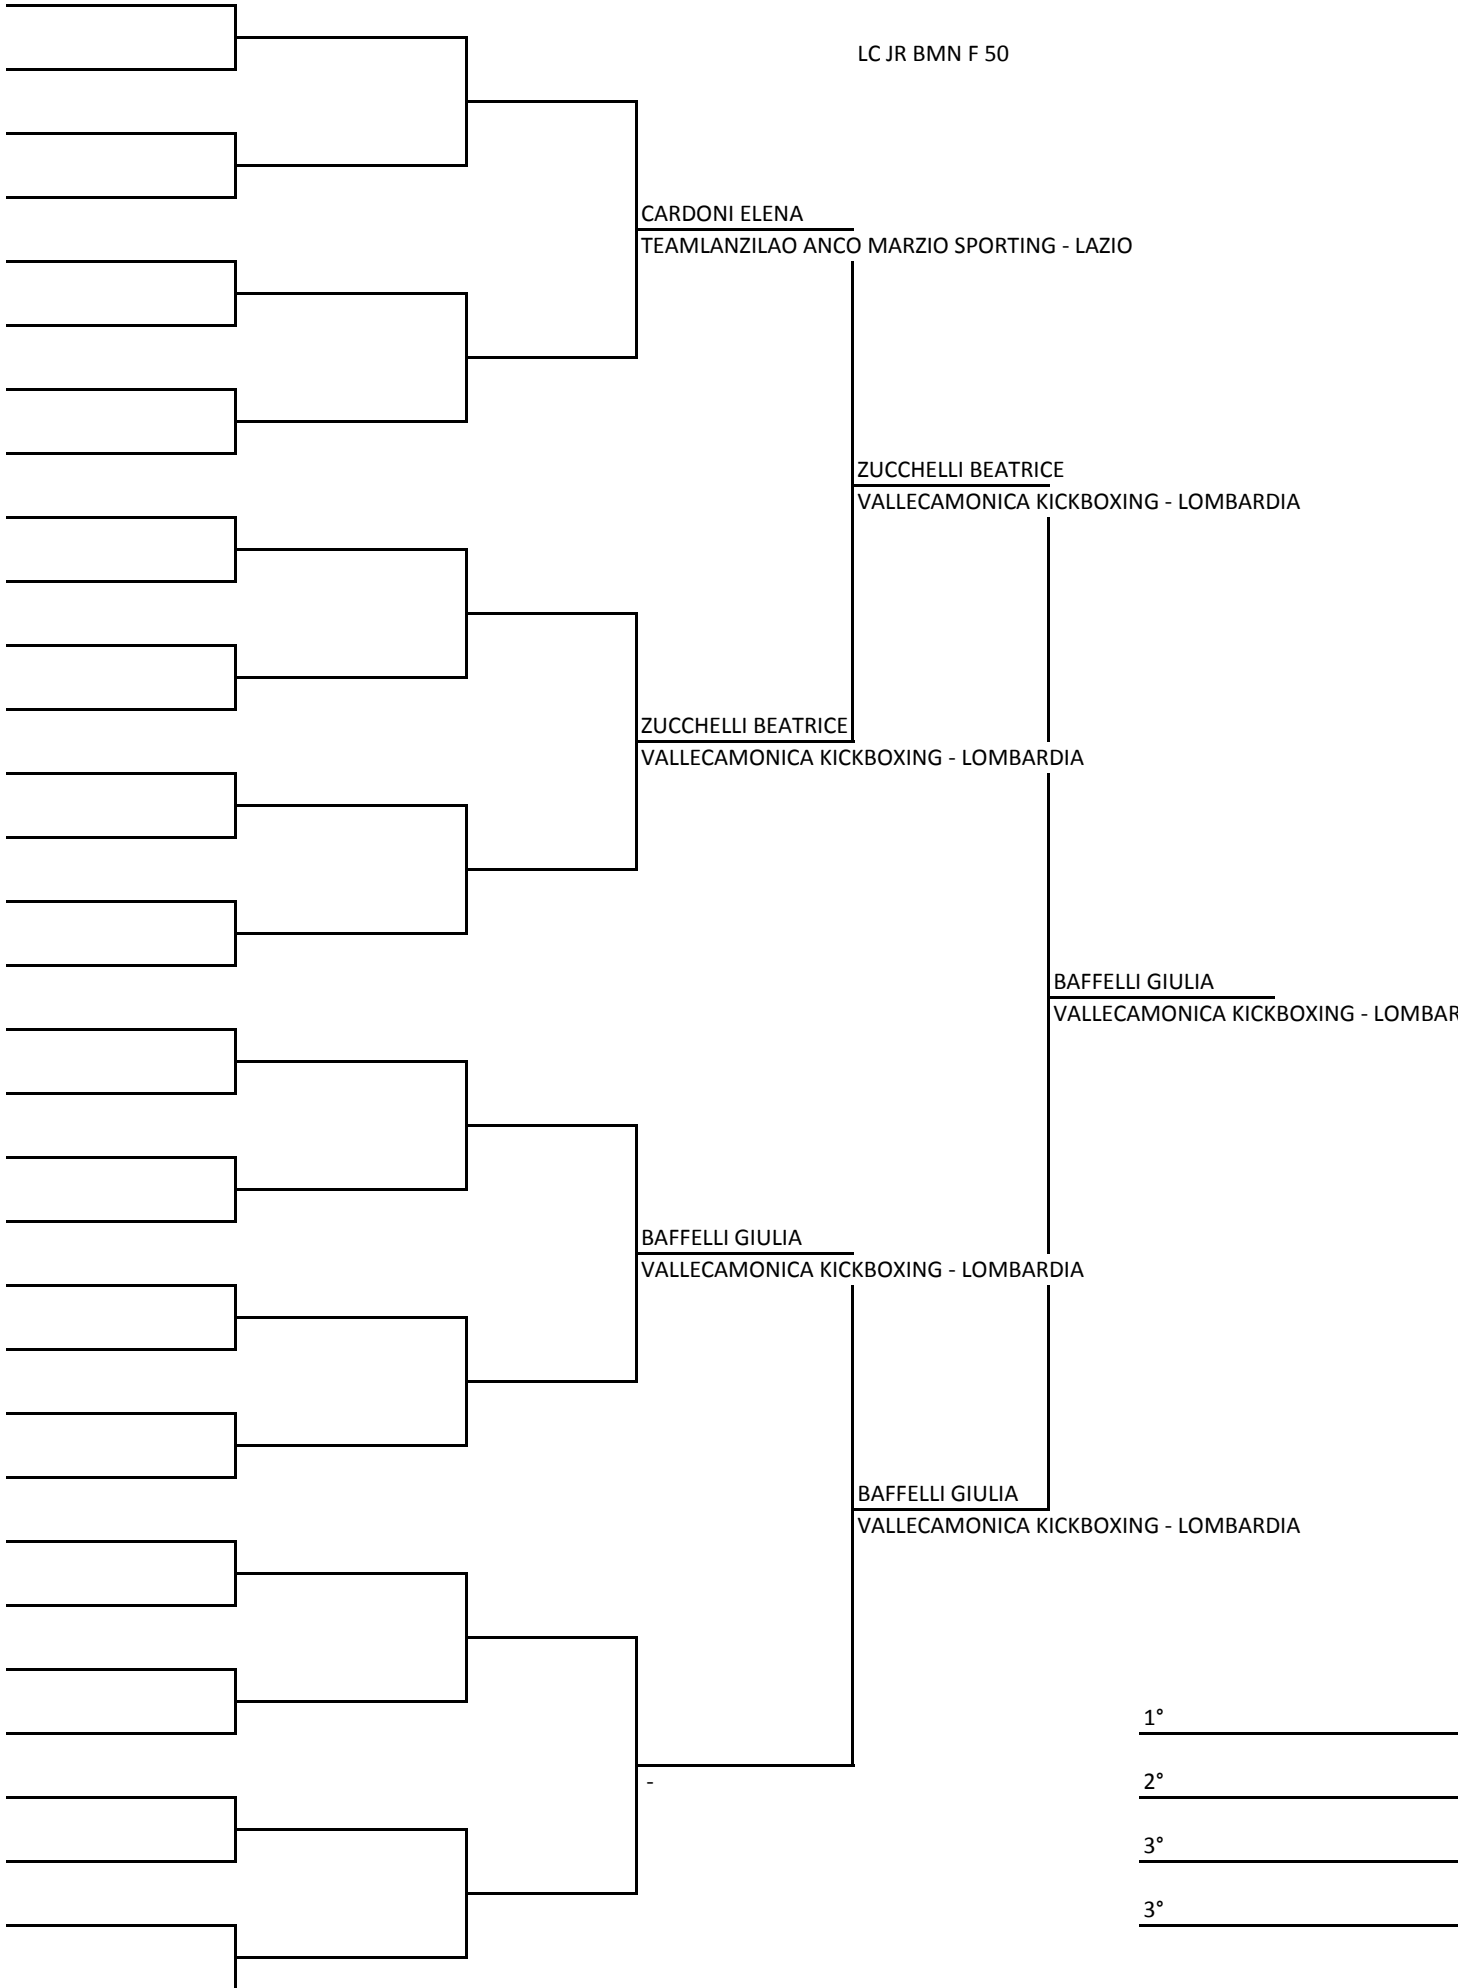 LC JR BMN F 50
CARDONI ELENA
TEAMLANZILAO ANCO MARZIO SPORTING - LAZIO
ZUCCHELLI BEATRICE
VALLECAMONICA KICKBOXING - LOMBARDIA
ZUCCHELLI BEATRICE
VALLECAMONICA KICKBOXING - LOMBARDIA
BAFFELLI GIULIA
VALLECAMONICA KICKBOXING - LOMBAR
BAFFELLI GIULIA
VALLECAMONICA KICKBOXING - LOMBARDIA
BAFFELLI GIULIA
VALLECAMONICA KICKBOXING - LOMBARDIA
1°
-
2°
3°
3°